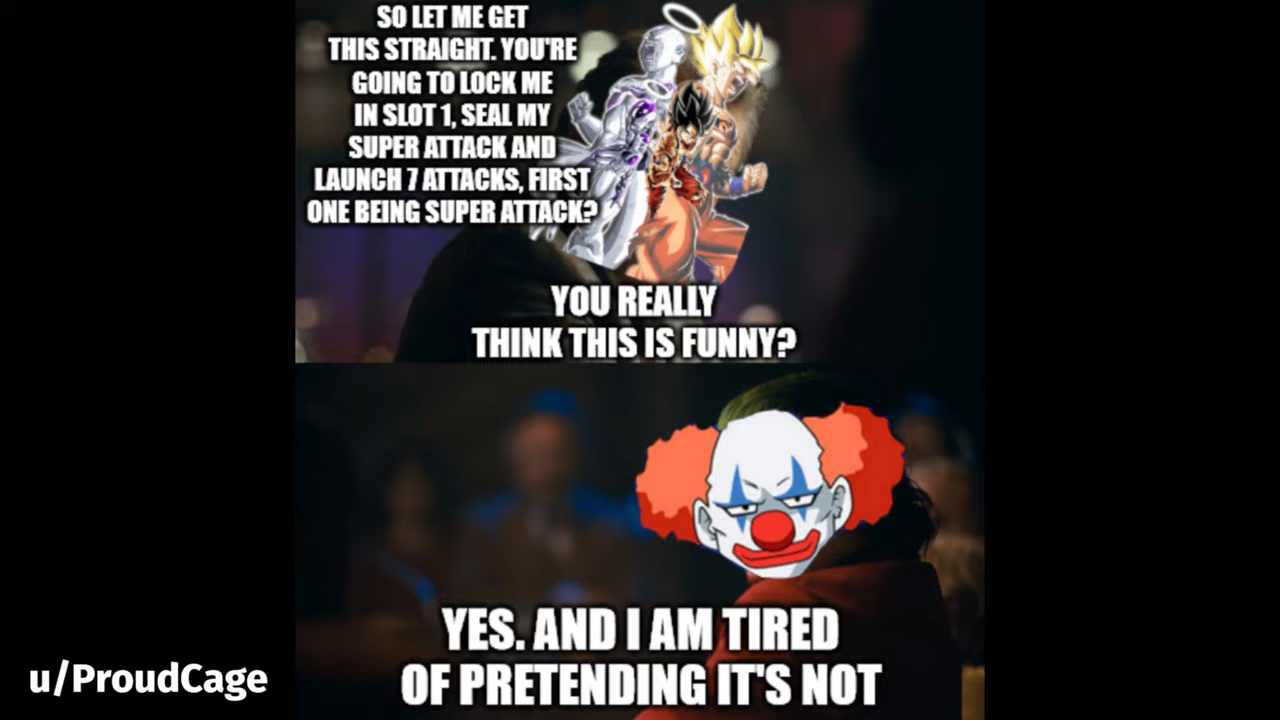 SO LET ME GET
THIS STRAIGHT. YOU'RE
GOING TO LOCK ME
IN SLOT 1, SEAL MY
SUPER ATTACK AND
LAUNCH 7 ATTACKS, FIRST
ONE BEING SUPER ATTACK?
YOU REALLY
THINK THIS IS FUNNY?
YES. AND I AM TIRED
OF PRETENDING IT'S NOT
u/ProudCage